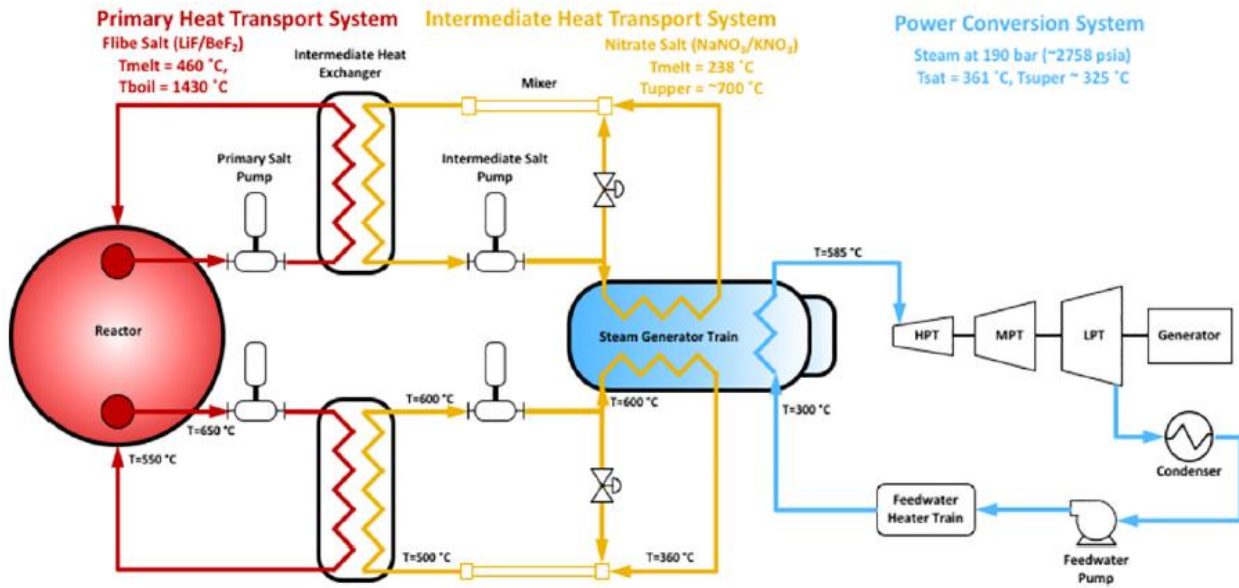 Primary Heat Transport System
Flibe Salt (LiF/BeF₂)
Tmelt = 460 ˚C,
Tboil = 1430 ˚C
Intermediate Heat
Exchanger
Intermediate Heat Transport System
Nitrate Salt (NaNO₃/KNO₃)
Tmelt = 238 ˚C
Tupper = ~700 ˚C
Power Conversion System
Steam at 190 bar (~2758 psia)
Tsat = 361 ˚C, Tsuper ~ 325 ˚C
Mixer
Primary Salt
Pump
Intermediate Salt
Pump
T=585 °C
Reactor
Steam Generator Train
HPT
MPT
LPT
Generator
T=650 °C
T=600 °C
T=600 °C
T=300 °C
T=550 °C
Condenser
Feedwater
Heater Train
T=500 °C
T=360 °C
Feedwater
Pump